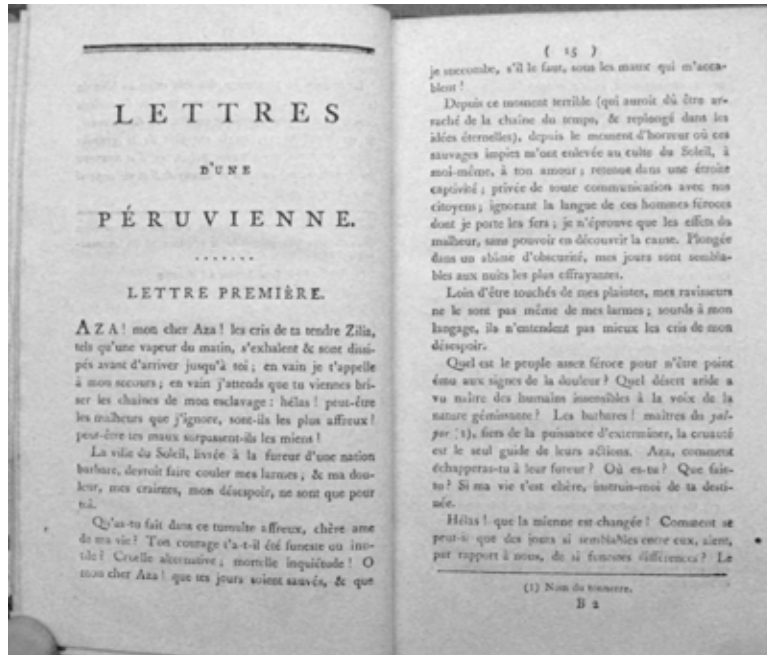 LETTRES
D'UNE
PÉRUVIENNE.
LETTRE PREMIÈRE.
AZA ! mon cher Aza ! les cris de ta tendre Zilia,
tels qu'une vapeur du matin, s'exhalent & sont dissi-
pés avant d'arriver jusqu'à toi ; en vain je t'appelle
à mon secours ; en vain j'attends que tu viennes bri-
ser les chaînes de mon esclavage : hélas ! peut-être
les malheurs que j'ignore, sont-ils les plus affreux !
peut-être tes maux surpassent-ils les miens !
La ville du Soleil, livrée à la fureur d'une nation
barbare, devroit faire couler mes larmes ; & ma dou-
leur, mes craintes, mon désespoir, ne sont que pour
toi.
Qu'as-tu fait dans ce tumulte affreux, chère ame
de ma vie ? Ton courage t'a-t-il été funeste ou inu-
tile ? Cruelle alternative ; mortelle inquiétude ! O
mon cher Aza ! que tes jours soient sauvés, & que
( 15 )
je succombe, s'il le faut, sous les maux qui m'acca-
blent !
Depuis ce moment terrible (qui auroit dû être ar-
raché de la chaîne du temps, & replongé dans les
idées éternelles), depuis le moment d'horreur où ces
sauvages impies m'ont enlevée au culte du Soleil, à
moi-même, à ton amour ; retenue dans une étroite
captivité ; privée de toute communication avec nos
citoyens ; ignorant la langue de ces hommes féroces
dont je porte les fers ; je n'éprouve que les effets du
malheur, sans pouvoir en découvrir la cause. Plongée
dans un abîme d'obscurité, mes jours sont sembla-
bles aux nuits les plus effrayantes.
Loin d'être touchés de mes plaintes, mes ravisseurs
ne le sont pas même de mes larmes ; sourds à mon
langage, ils n'entendent pas mieux les cris de mon
désespoir.
Quel est le peuple assez féroce pour n'être point
ému aux signes de la douleur ? Quel désert aride a
vu naître des humains insensibles à la voix de la
nature gémissante ? Les barbares ! maîtres du yal-
por (1), fiers de la puissance d'exterminer, la cruauté
est le seul guide de leurs actions. Aza, comment
échapperas-tu à leur fureur ? Où es-tu ? Que fais-
tu ? Si ma vie t'est chère, instruis-moi de ta desti-
née.
Hélas ! que la mienne est changée ! Comment se
peut-il que des jours si semblables entre eux, aient,
par rapport à nous, de si funestes différences ? Le
(1) Nom du tonnerre.
B 2